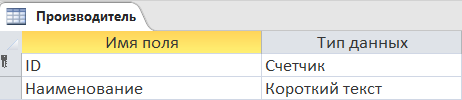 Производитель
Имя поля Тип данных
ID Счетчик
Наименование Короткий текст